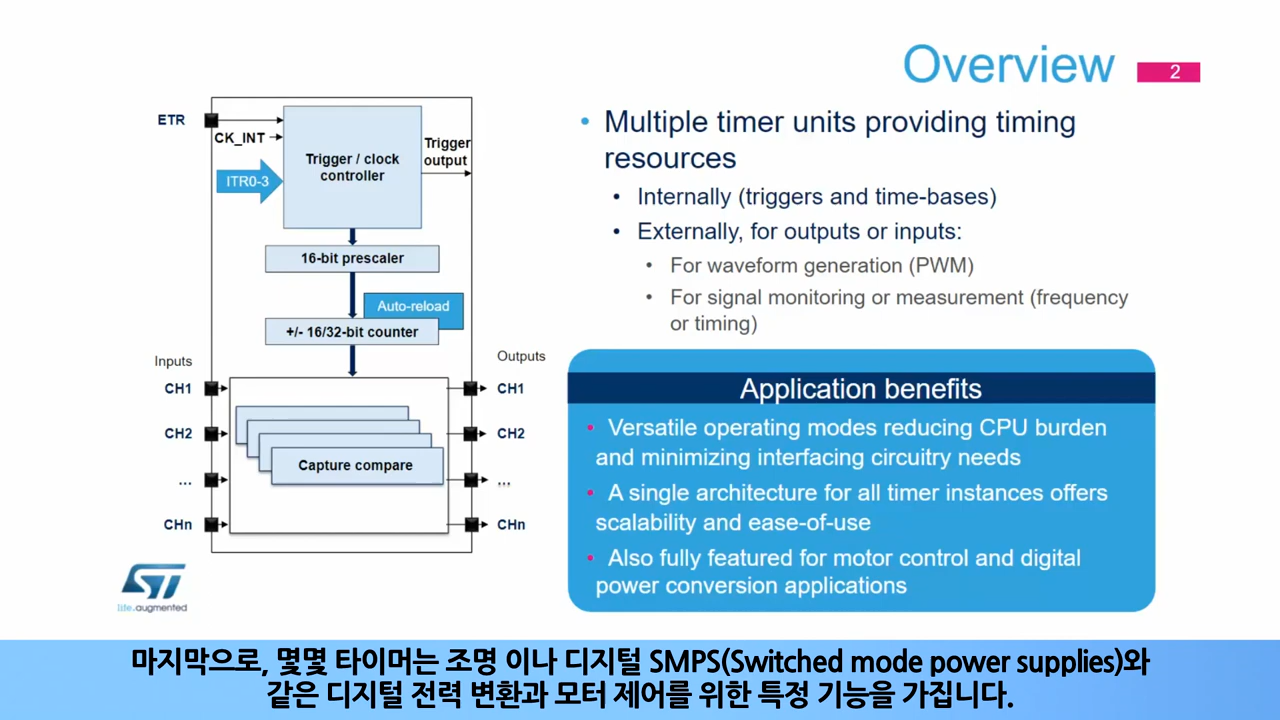 Overview
2
ETR
CK_INT
ITR0-3
Trigger / clock
controller
Trigger
output
16-bit prescaler
Auto-reload
+/- 16/32-bit counter
Inputs
Outputs
CH1
CH1
CH2
CH2
...
...
CHn
CHn
Capture compare
• Multiple timer units providing timing
resources
• Internally (triggers and time-bases)
• Externally, for outputs or inputs:
• For waveform generation (PWM)
• For signal monitoring or measurement (frequency
or timing)
Application benefits
• Versatile operating modes reducing CPU burden
and minimizing interfacing circuitry needs
• A single architecture for all timer instances offers
scalability and ease-of-use
• Also fully featured for motor control and digital
power conversion applications
ST
life.augmented
마지막으로, 몇몇 타이머는 조명 이나 디지털 SMPS(Switched mode power supplies)와
같은 디지털 전력 변환과 모터 제어를 위한 특정 기능을 가집니다.